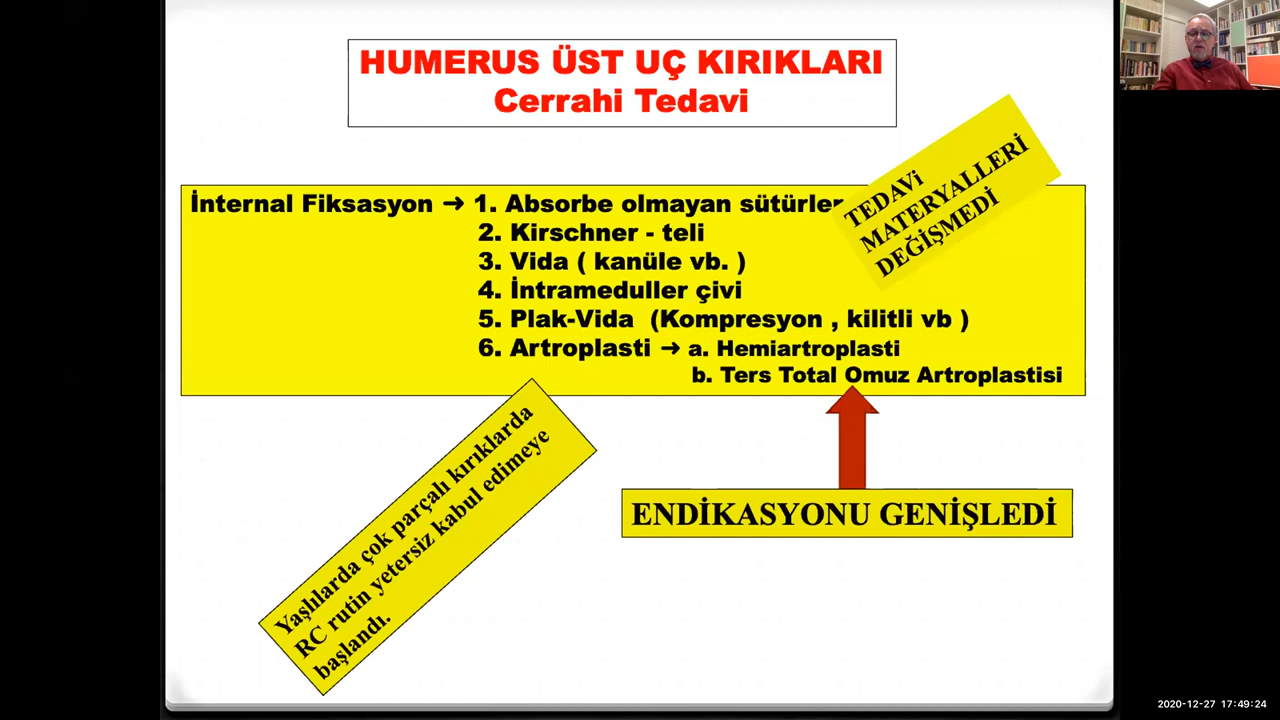 HUMERUS ÜST UÇ KIRIKLARI
Cerrahi Tedavi
İnternal Fiksasyon ➔ 1. Absorbe olmayan sütürler
2. Kirschner - teli
3. Vida ( kanüle vb. )
4. İntrameduller çivi
5. Plak-Vida (Kompresyon , kilitli vb )
6. Artroplasti ➔ a. Hemiartroplasti
b. Ters Total Omuz Artroplastisi
TEDAVi
MATERYALLERİ
DEĞİŞMEDİ
Yaşlılarda çok parçalı kırıklarda
RC rutin yetersiz kabul edimeye
başlandı.
ENDİKASYONU GENİŞLEDİ
2020-12-27 17:49:24